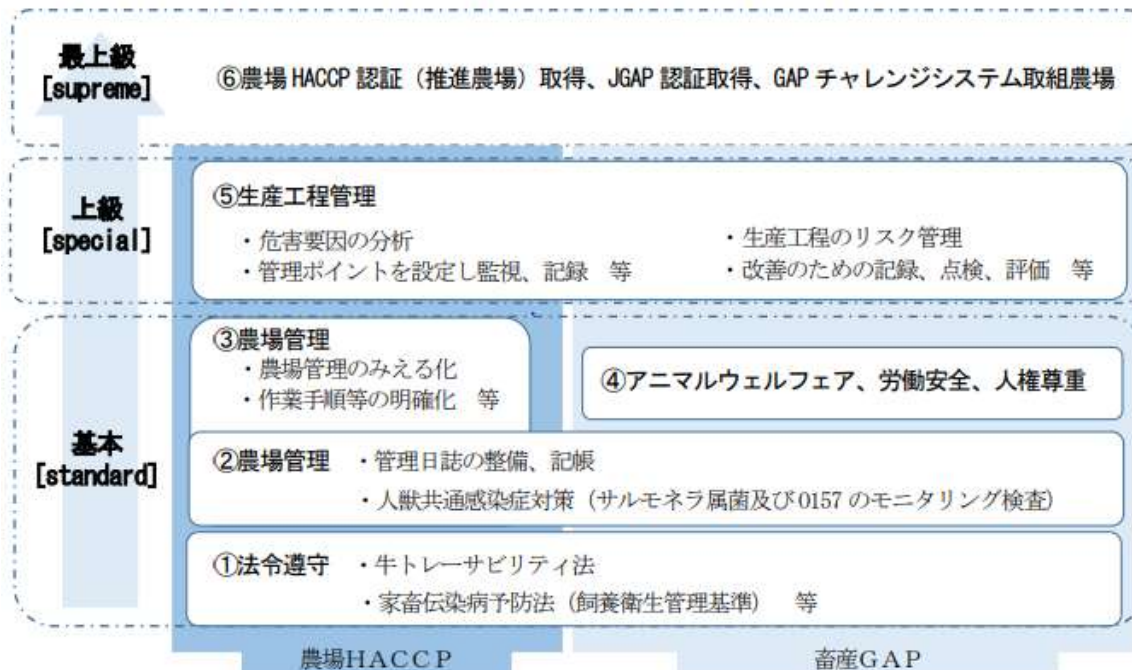 最上級
[supreme]
⑥農場HACCP認証（推進農場）取得、JGAP認証取得、GAPチャレンジシステム取組農場
上級
[special]
⑤生産工程管理
・危害要因の分析
・管理ポイントを設定し監視、記録　等
・生産工程のリスク管理
・改善のための記録、点検、評価　等
基本
[standard]
③農場管理
・農場管理のみえる化
・作業手順等の明確化　等
④アニマルウェルフェア、労働安全、人権尊重
②農場管理　・管理日誌の整備、記帳
・人獣共通感染症対策（サルモネラ属菌及びO157のモニタリング検査）
①法令遵守　・牛トレーサビリティ法
・家畜伝染病予防法（飼養衛生管理基準）　等
農場HACCP
畜産GAP